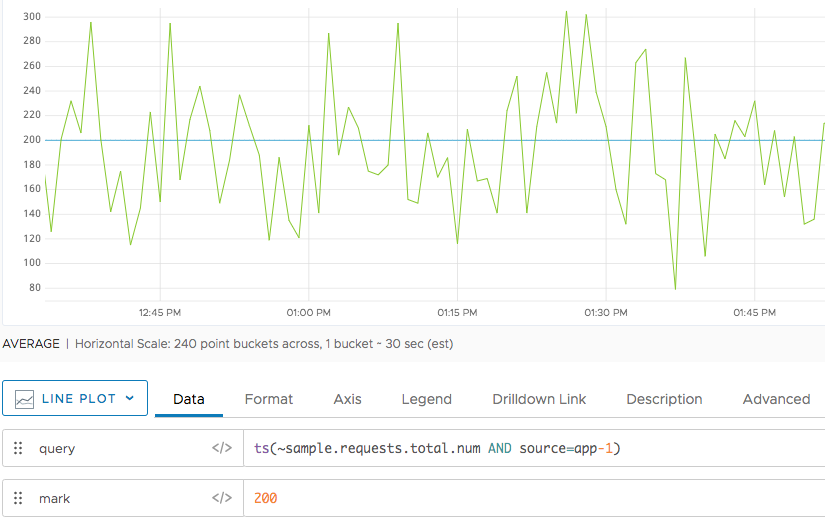 300
280
260
240
220
200
180
160
140
120
100
80
12:45 PM 01:00 PM 01:15 PM 01:30 PM 01:45 PM
AVERAGE | Horizontal Scale: 240 point buckets across, 1 bucket ~ 30 sec (est)
LINE PLOT Data Format Axis Legend Drilldown Link Description Advanced
query </> ts(~sample.requests.total.num AND source=app-1)
mark </> 200